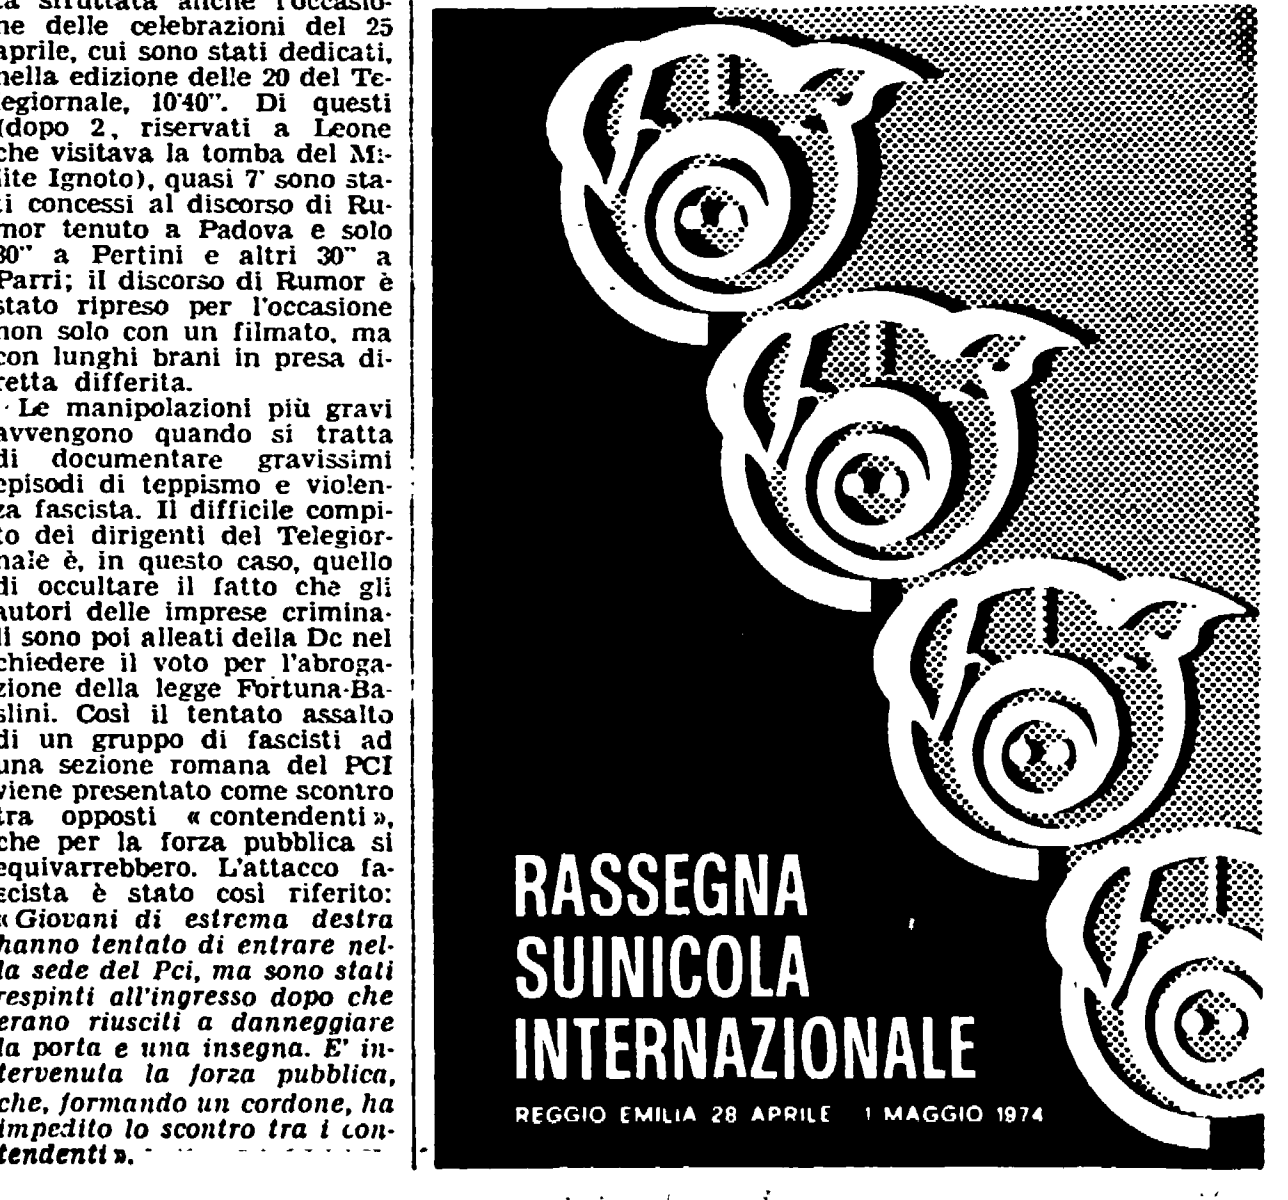 ta sfruttata anche l'occasio-
ne delle celebrazioni del 25
aprile, cui sono stati dedicati,
nella edizione delle 20 del Te-
legiornale, 10'40". Di questi
(dopo 2, riservati a Leone
che visitava la tomba del Mi-
lite Ignoto), quasi 7' sono sta-
ti concessi al discorso di Ru-
mor tenuto a Padova e solo
30" a Pertini e altri 30" a
Parri; il discorso di Rumor è
stato ripreso per l'occasione
non solo con un filmato, ma
con lunghi brani in presa di-
retta differita.
Le manipolazioni più gravi
avvengono quando si tratta
di documentare gravissimi
episodi di teppismo e violen-
za fascista. Il difficile compi-
to dei dirigenti del Telegior-
nale è, in questo caso, quello
di occultare il fatto che gli
autori delle imprese crimina-
li sono poi alleati della Dc nel
chiedere il voto per l'abroga-
zione della legge Fortuna-Ba-
slini. Così il tentato assalto
di un gruppo di fascisti ad
una sezione romana del PCI
viene presentato come scontro
tra opposti « contendenti »,
che per la forza pubblica si
equivarrebbero. L'attacco fa-
scista è stato così riferito:
« Giovani di estrema destra
hanno tentato di entrare nel-
la sede del Pci, ma sono stati
respinti all'ingresso dopo che
erano riusciti a danneggiare
la porta e una insegna. E' in-
tervenuta la forza pubblica,
che, formando un cordone, ha
impedito lo scontro tra i con-
tendenti ».
RASSEGNA
SUINICOLA
INTERNAZIONALE
REGGIO EMILIA 28 APRILE 1 MAGGIO 1974